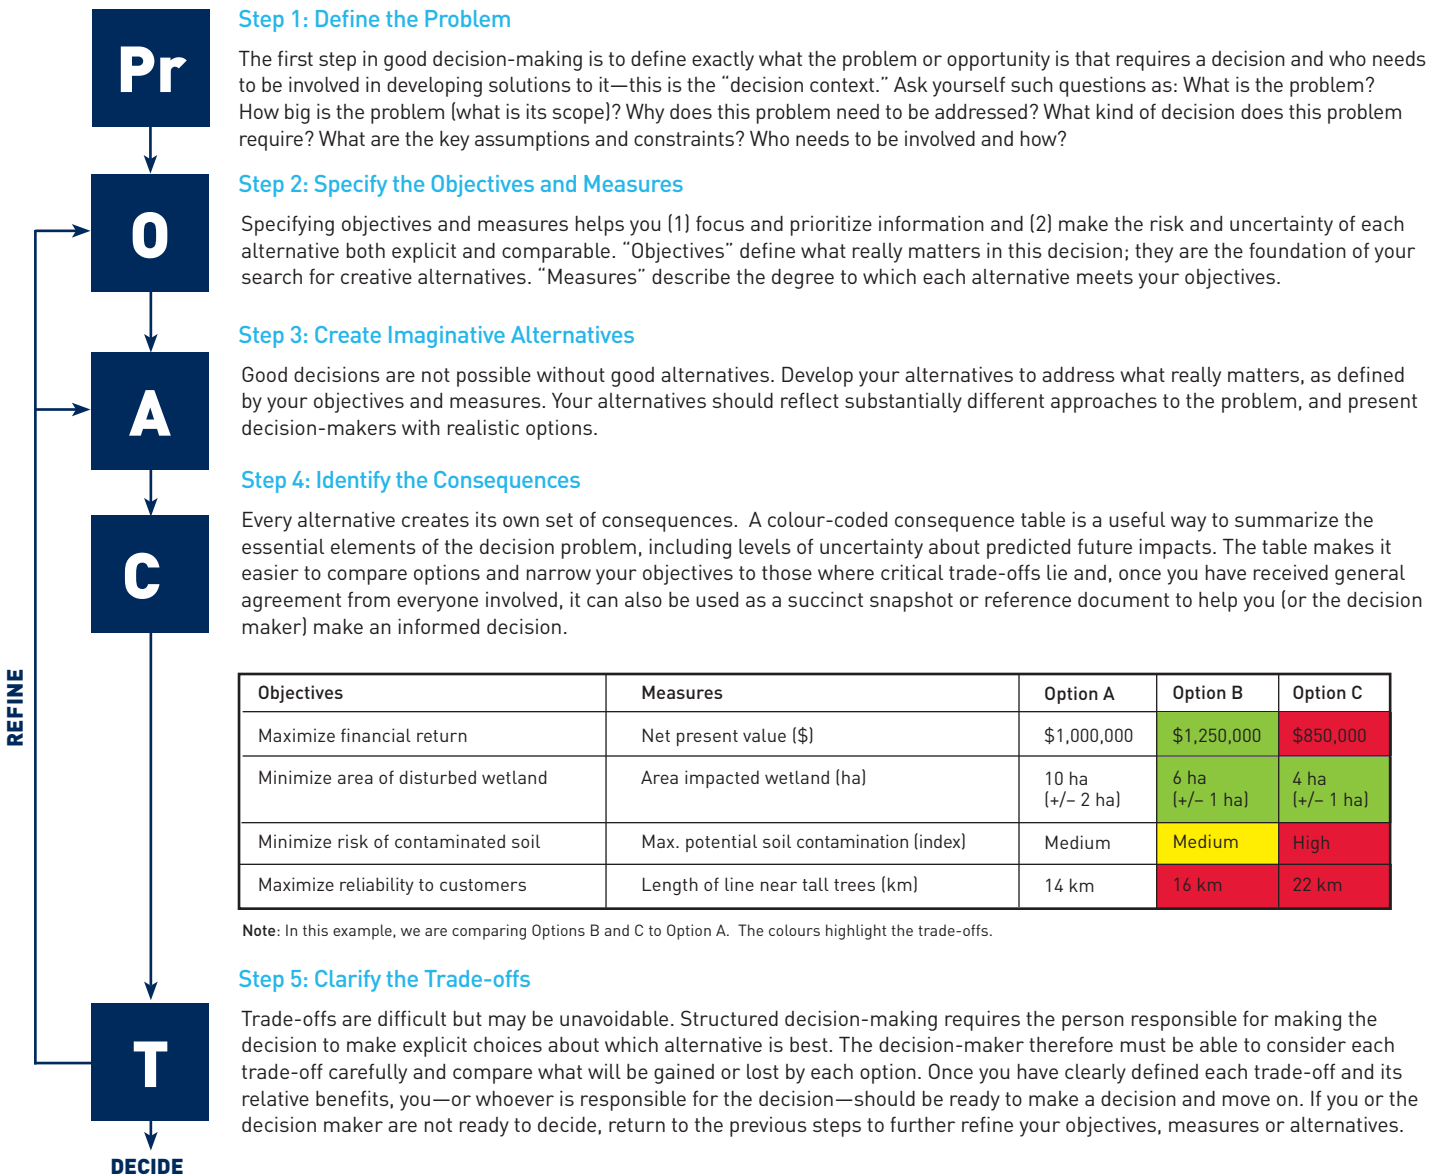 Pr
Step 1: Define the Problem
The first step in good decision-making is to define exactly what the problem or opportunity is that requires a decision and who needs
to be involved in developing solutions to it—this is the “decision context.” Ask yourself such questions as: What is the problem?
How big is the problem (what is its scope)? Why does this problem need to be addressed? What kind of decision does this problem
require? What are the key assumptions and constraints? Who needs to be involved and how?
O
Step 2: Specify the Objectives and Measures
Specifying objectives and measures helps you (1) focus and prioritize information and (2) make the risk and uncertainty of each
alternative both explicit and comparable. “Objectives” define what really matters in this decision; they are the foundation of your
search for creative alternatives. “Measures” describe the degree to which each alternative meets your objectives.
A
Step 3: Create Imaginative Alternatives
Good decisions are not possible without good alternatives. Develop your alternatives to address what really matters, as defined
by your objectives and measures. Your alternatives should reflect substantially different approaches to the problem, and present
decision-makers with realistic options.
C
Step 4: Identify the Consequences
Every alternative creates its own set of consequences.  A colour-coded consequence table is a useful way to summarize the
essential elements of the decision problem, including levels of uncertainty about predicted future impacts. The table makes it
easier to compare options and narrow your objectives to those where critical trade-offs lie and, once you have received general
agreement from everyone involved, it can also be used as a succinct snapshot or reference document to help you (or the decision
maker) make an informed decision.
REFINE
Objectives Measures Option A Option B Option C
Maximize financial return Net present value ($) $1,000,000 $1,250,000 $850,000
Minimize area of disturbed wetland Area impacted wetland (ha) 10 ha 6 ha 4 ha
(+/– 2 ha) (+/– 1 ha) (+/– 1 ha)
Minimize risk of contaminated soil Max. potential soil contamination (index) Medium Medium High
Maximize reliability to customers Length of line near tall trees (km) 14 km 16 km 22 km
Note: In this example, we are comparing Options B and C to Option A.  The colours highlight the trade-offs.
T
Step 5: Clarify the Trade-offs
Trade-offs are difficult but may be unavoidable. Structured decision-making requires the person responsible for making the
decision to make explicit choices about which alternative is best. The decision-maker therefore must be able to consider each
trade-off carefully and compare what will be gained or lost by each option. Once you have clearly defined each trade-off and its
relative benefits, you—or whoever is responsible for the decision—should be ready to make a decision and move on. If you or the
decision maker are not ready to decide, return to the previous steps to further refine your objectives, measures or alternatives.
DECIDE